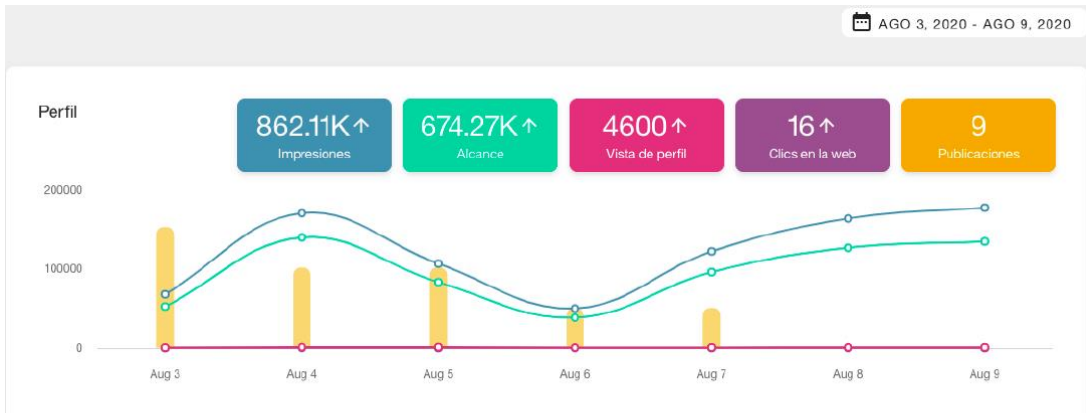 AGO 3, 2020 - AGO 9, 2020
Perfil
862.11K↑
Impresiones
674.27K↑
Alcance
4600↑
Vista de perfil
16↑
Clics en la web
9
Publicaciones
200000
100000
0
Aug 3 Aug 4 Aug 5 Aug 6 Aug 7 Aug 8 Aug 9